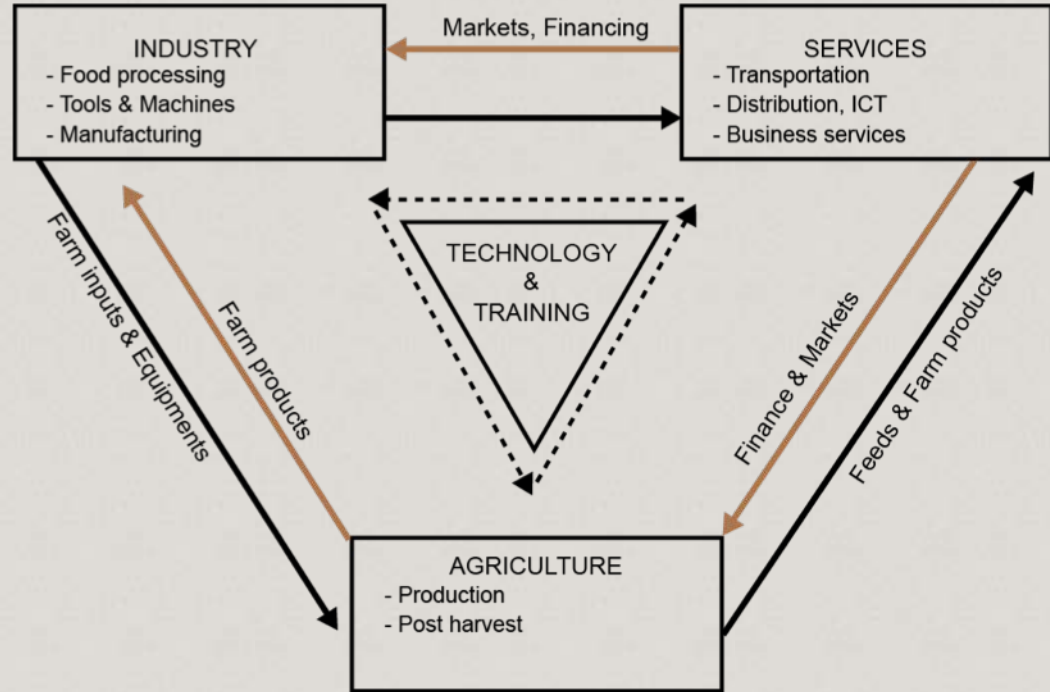 Markets, Financing
INDUSTRY
- Food processing
- Tools & Machines
- Manufacturing
SERVICES
- Transportation
- Distribution, ICT
- Business services
TECHNOLOGY
&
TRAINING
Farm inputs & Equipments
Farm products
Finance & Markets
Feeds & Farm products
AGRICULTURE
- Production
- Post harvest